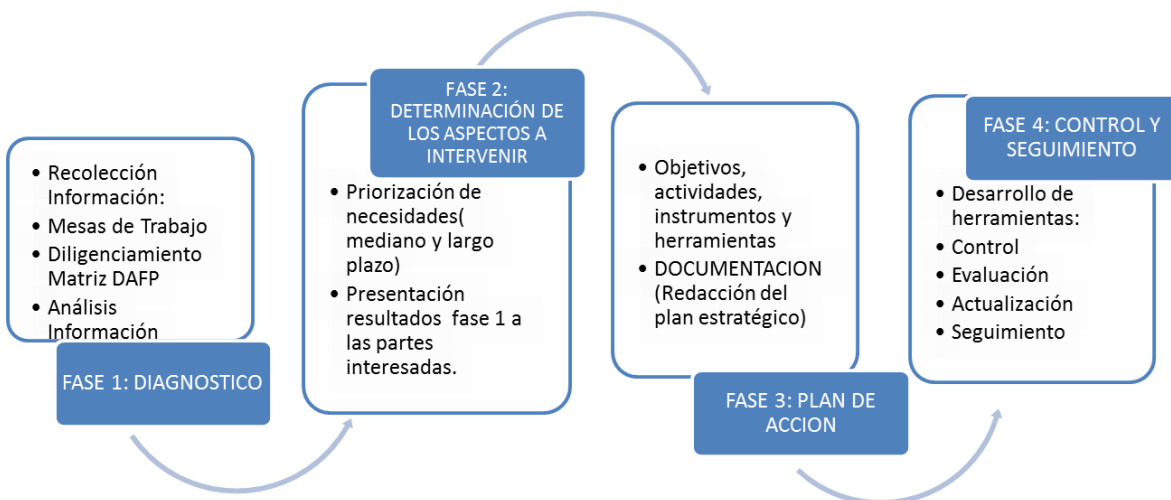 • Recolección
Información:
• Mesas de Trabajo
• Diligenciamiento
Matriz DAFP
• Análisis
Información
FASE 1: DIAGNOSTICO
FASE 2:
DETERMINACIÓN DE
LOS ASPECTOS A
INTERVENIR
• Priorización de
necesidades(
mediano y largo
plazo)
• Presentación
resultados fase 1 a
las partes
interesadas.
• Objetivos,
actividades,
instrumentos y
herramientas
• DOCUMENTACION
(Redacción del
plan estratégico)
FASE 3: PLAN DE
ACCION
FASE 4: CONTROL Y
SEGUIMIENTO
• Desarrollo de
herramientas:
• Control
• Evaluación
• Actualización
• Seguimiento